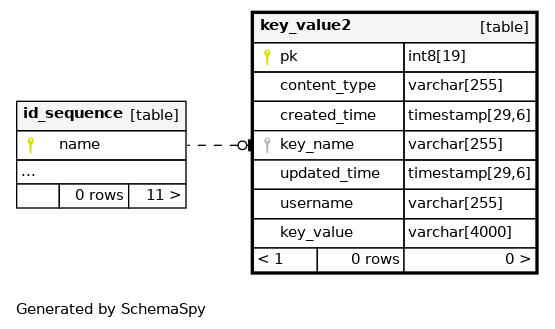 key_value2 [table]
pk int8[19]
content_type varchar[255]
created_time timestamp[29,6]
key_name varchar[255]
updated_time timestamp[29,6]
username varchar[255]
key_value varchar[4000]
< 1 0 rows 0 >
id_sequence [table]
name
...
0 rows 11 >
Generated by SchemaSpy